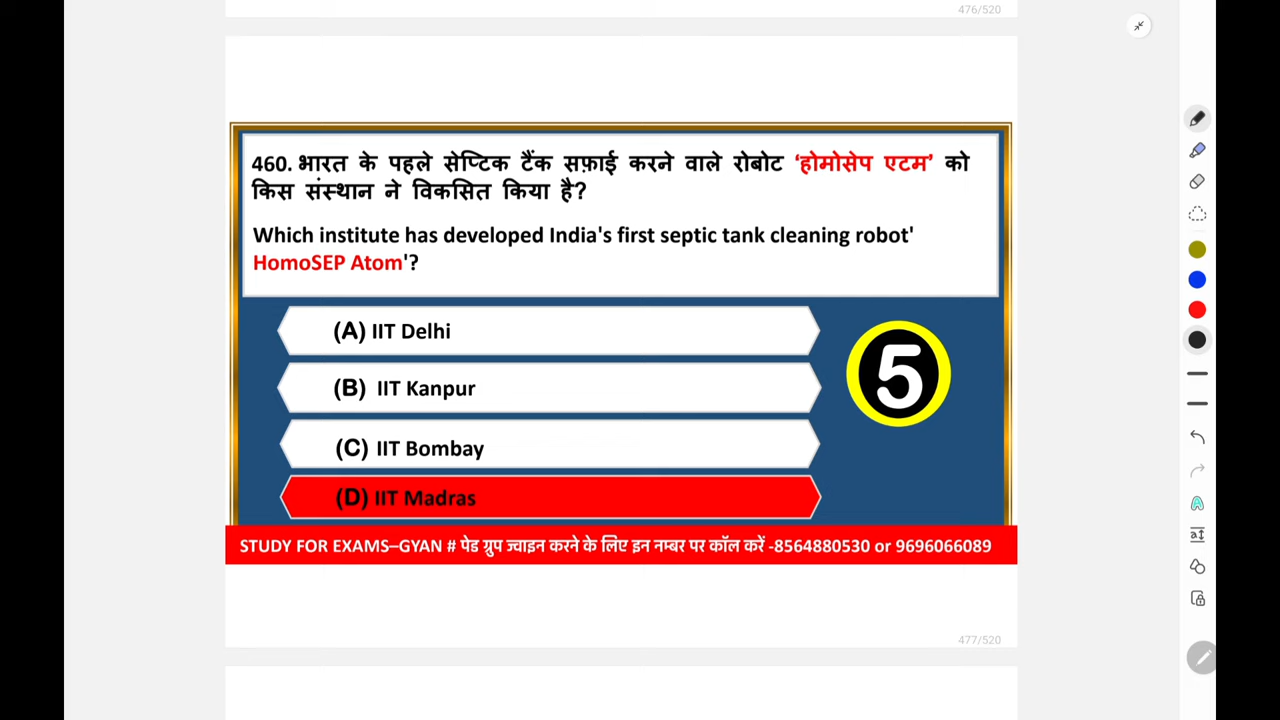 476/520
460. भारत के पहले सेप्टिक टैंक सफ़ाई करने वाले रोबोट ‘होमोसेप एटम’ को
किस संस्थान ने विकसित किया है?
Which institute has developed India's first septic tank cleaning robot'
HomoSEP Atom'?
(A) IIT Delhi
(B) IIT Kanpur
(C) IIT Bombay
(D) IIT Madras
5
STUDY FOR EXAMS–GYAN # पेड ग्रुप ज्वाइन करने के लिए इन नम्बर पर कॉल करें -8564880530 or 9696066089
477/520